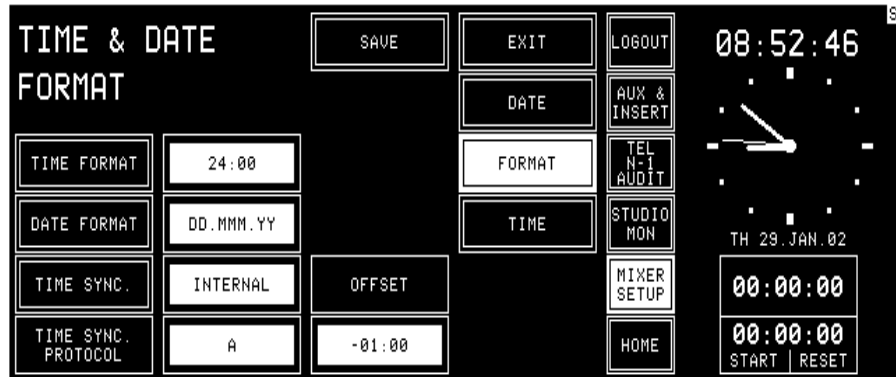 TIME & DATE
FORMAT
SAVE
EXIT
LOGOUT
08:52:46
DATE
AUX &
INSERT
TIME FORMAT
24:00
FORMAT
TEL
N-1
AUDIT
DATE FORMAT
DD.MMM.YY
TIME
STUDIO
MON
TH 29.JAN.02
TIME SYNC.
INTERNAL
OFFSET
MIXER
SETUP
00:00:00
TIME SYNC.
PROTOCOL
A
-01:00
HOME
00:00:00
START RESET